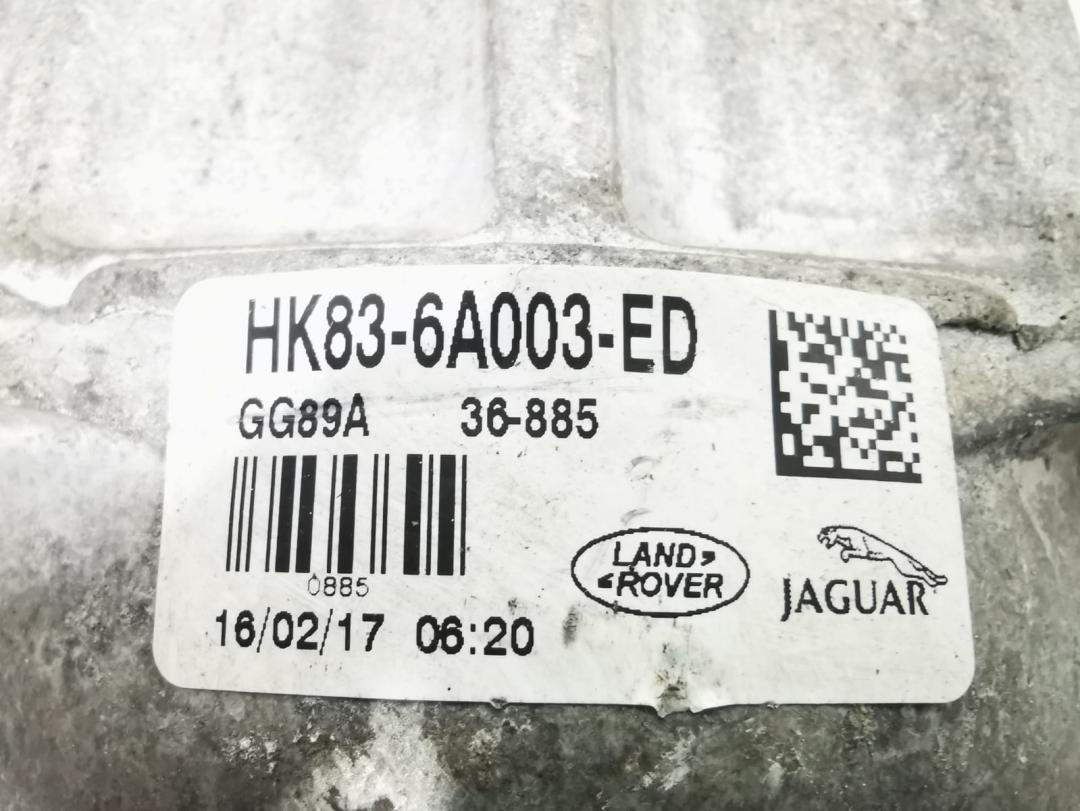 HK83-6A003-ED
GG89A 36-885
0885
16/02/17 06:20
LAND
ROVER
JAGUAR